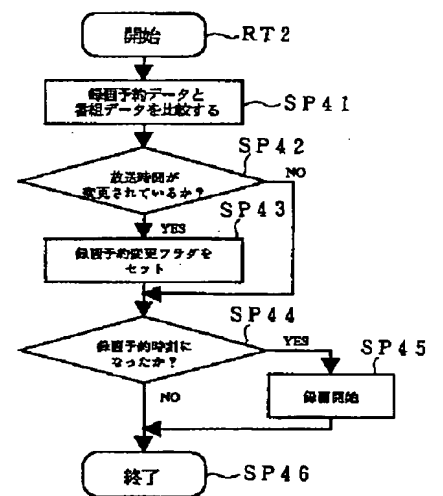 開始 RT2
録画予約データと
番組データを比較する SP41
SP42
放送時間が
変更されているか?
NO
SP43
YES
録画予約変更フラグを
セット
SP44
録画予約時刻に
なったか?
YES
SP45
録画開始
NO
終了 SP46